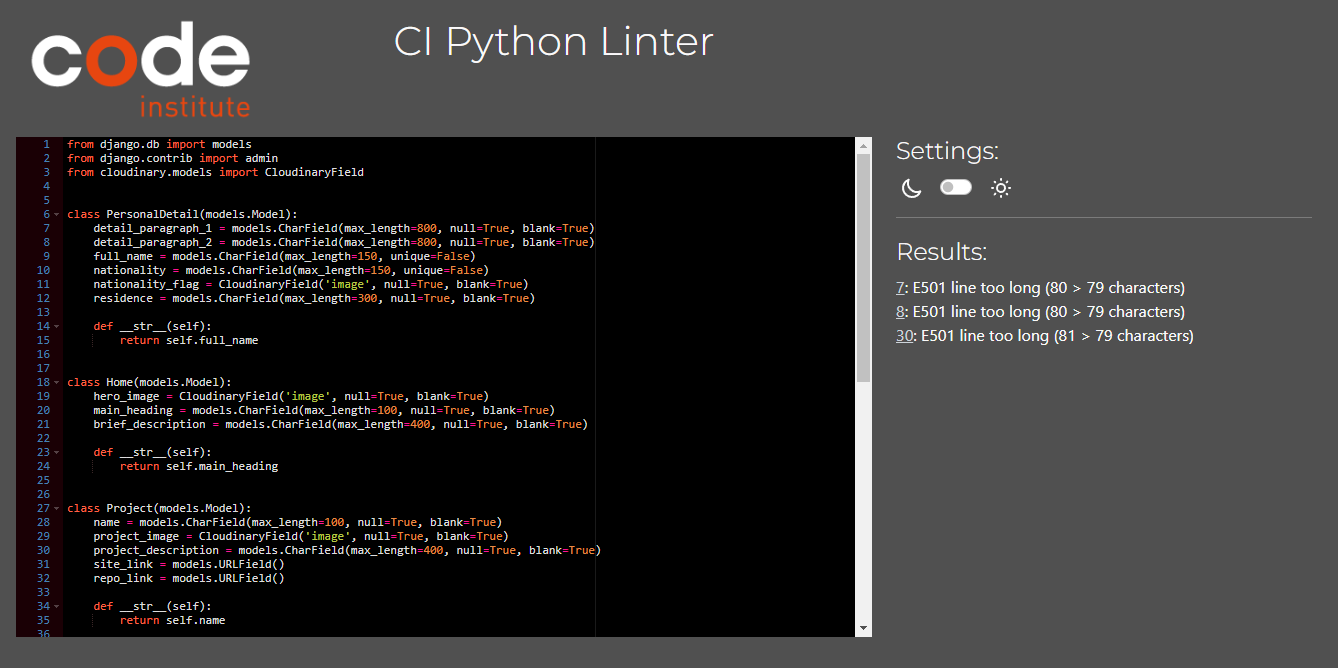 code
institute
CI Python Linter
1 from django.db import models
2 from django.contrib import admin
3 from cloudinary.models import CloudinaryField
4
5
6 class PersonalDetail(models.Model):
7     detail_paragraph_1 = models.CharField(max_length=800, null=True, blank=True)
8     detail_paragraph_2 = models.CharField(max_length=800, null=True, blank=True)
9     full_name = models.CharField(max_length=150, unique=False)
10     nationality = models.CharField(max_length=150, unique=False)
11     nationality_flag = CloudinaryField('image', null=True, blank=True)
12     residence = models.CharField(max_length=300, null=True, blank=True)
13
14     def __str__(self):
15         return self.full_name
16
17
18 class Home(models.Model):
19     hero_image = CloudinaryField('image', null=True, blank=True)
20     main_heading = models.CharField(max_length=100, null=True, blank=True)
21     brief_description = models.CharField(max_length=400, null=True, blank=True)
22
23     def __str__(self):
24         return self.main_heading
25
26
27 class Project(models.Model):
28     name = models.CharField(max_length=100, null=True, blank=True)
29     project_image = CloudinaryField('image', null=True, blank=True)
30     project_description = models.CharField(max_length=400, null=True, blank=True)
31     site_link = models.URLField()
32     repo_link = models.URLField()
33
34     def __str__(self):
35         return self.name
36
Settings:
Results:
7: E501 line too long (80 > 79 characters)
8: E501 line too long (80 > 79 characters)
30: E501 line too long (81 > 79 characters)